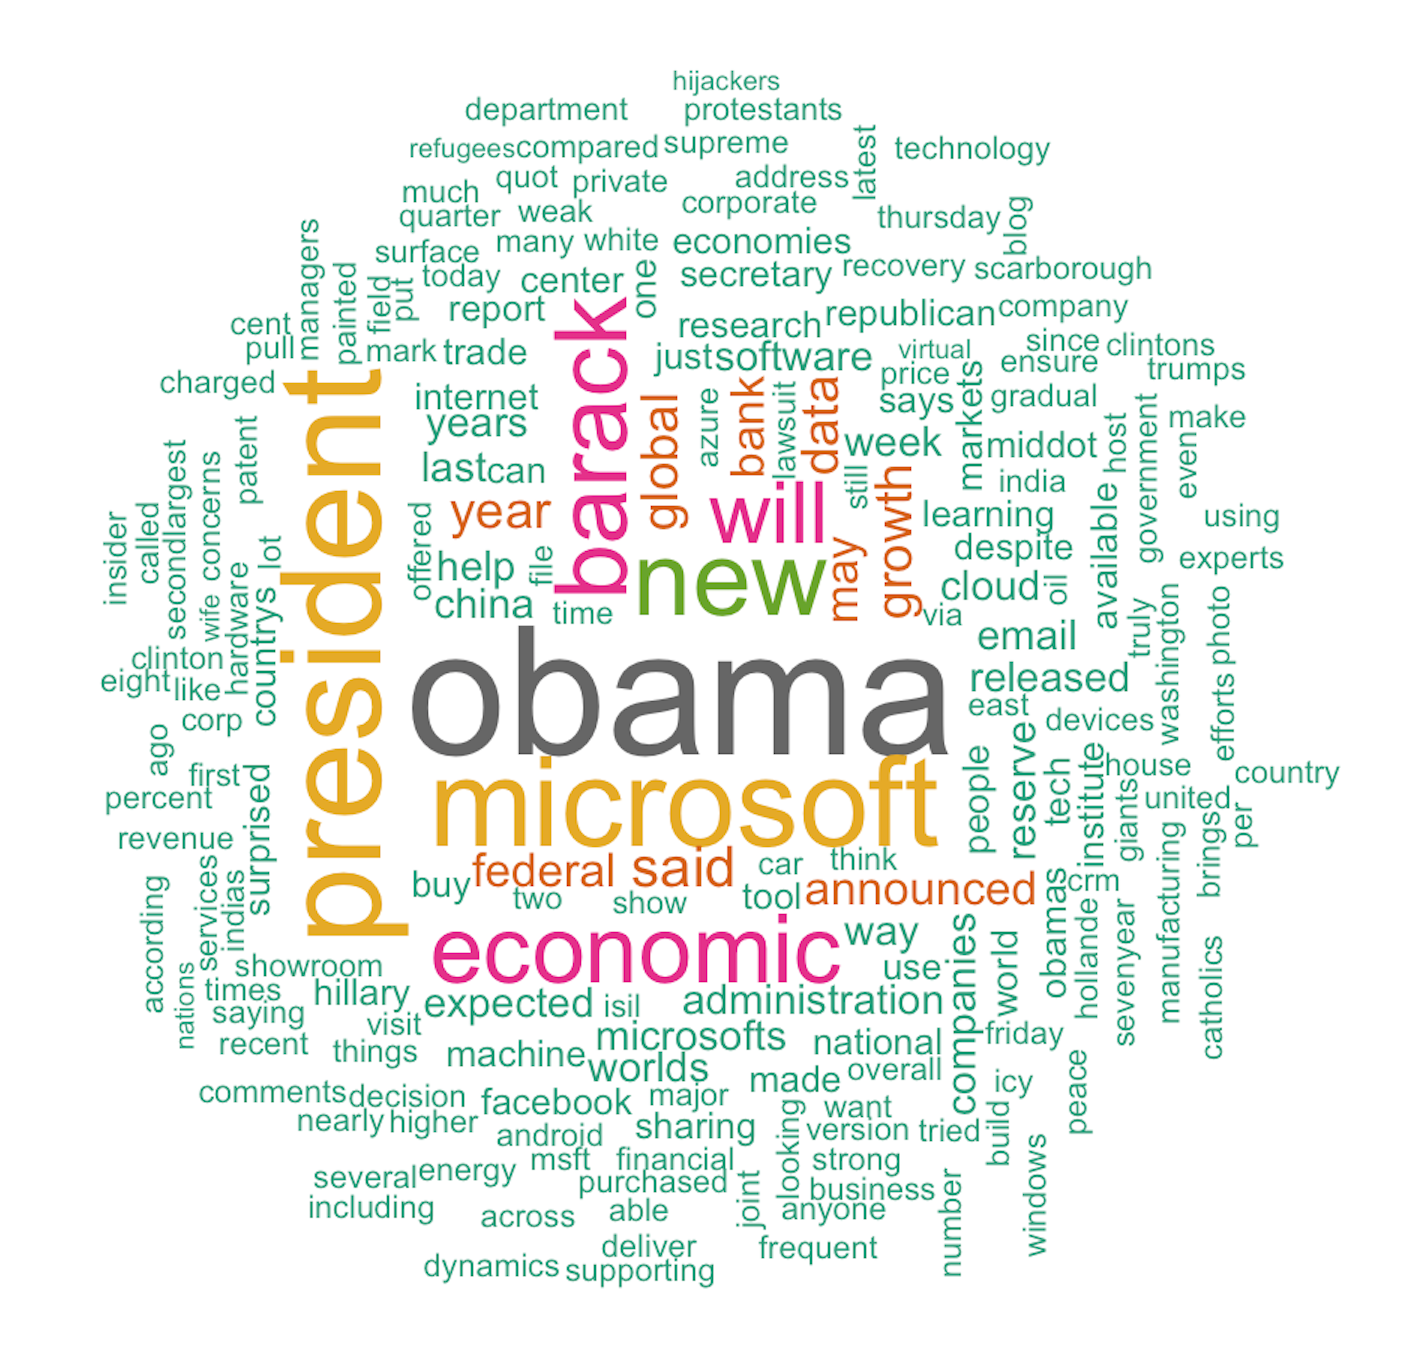 hijackers
department
protestants
refugees
compared
supreme
latest
technology
quot
private
address
much
corporate
quarter
weak
thursday
blog
managers
surface
many
white
economies
painted
field
put
today
center
one
secretary
recovery
scarborough
report
barack
research
republican
company
cent
pull
mark
trade
just
software
virtual
since
clintons
ensure
trumps
charged
president
internet
global
azure
bank
lawsuit
data
price
says
markets
gradual
make
years
week
middot
host
government
even
patent
secondlargest
concerns
last
can
still
growth
india
available
year
will
learning
using
insider
called
wife
lot
offered
help
file
new
may
despite
experts
hardware
countrys
china
time
via
cloud
oil
truly
washington
photo
clinton
obama
email
eight
like
released
efforts
corp
east
devices
ago
first
surprised
microsoft
people
reserve
tech
institute
house
country
percent
giants
united
per
revenue
brings
federal
said
car
think
manufacturing
according
services
indias
buy
two
show
tool
announced
obamas
crm
hollande
sevenyear
economic
way
companies
world
catholics
nations
showroom
use
times
hillary
expected
isil
administration
saying
visit
microsofts
national
friday
recent
things
machine
worlds
made
overall
icy
peace
comments
decision
facebook
major
want
build
nearly
higher
android
sharing
looking
version
tried
windows
several
energy
msft
financial
strong
purchased
joint
business
number
including
across
able
anyone
deliver
frequent
dynamics
supporting